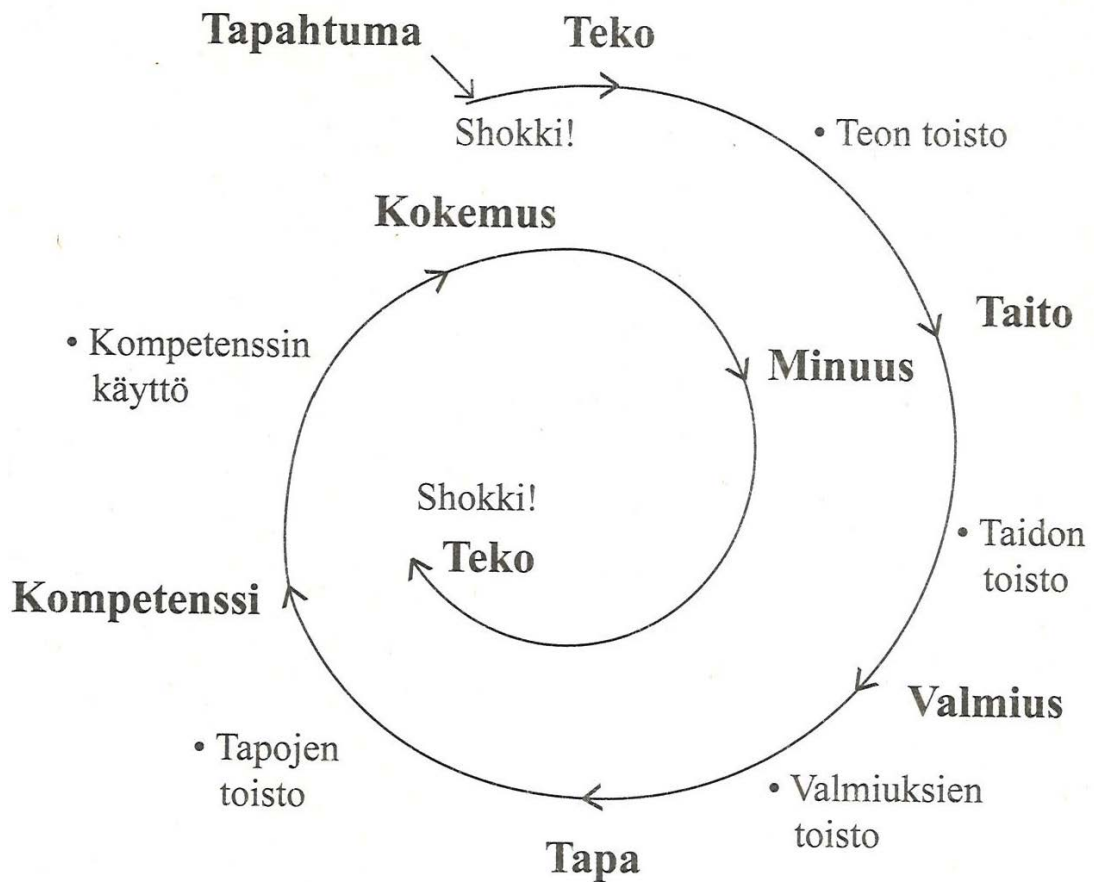 Tapahtuma
Teko
Shokki!
• Teon toisto
Kokemus
Taito
• Kompetenssin
käyttö
Minuus
Shokki!
Teko
• Taidon
toisto
Kompetenssi
Valmius
• Tapojen
toisto
• Valmiuksien
toisto
Tapa